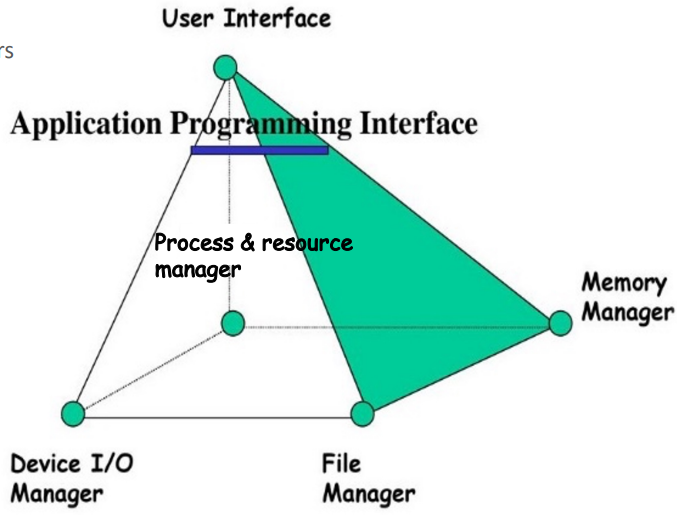 User Interface
rs
Application Programming Interface
Process & resource
manager
Memory
Manager
Device I/O
Manager
File
Manager